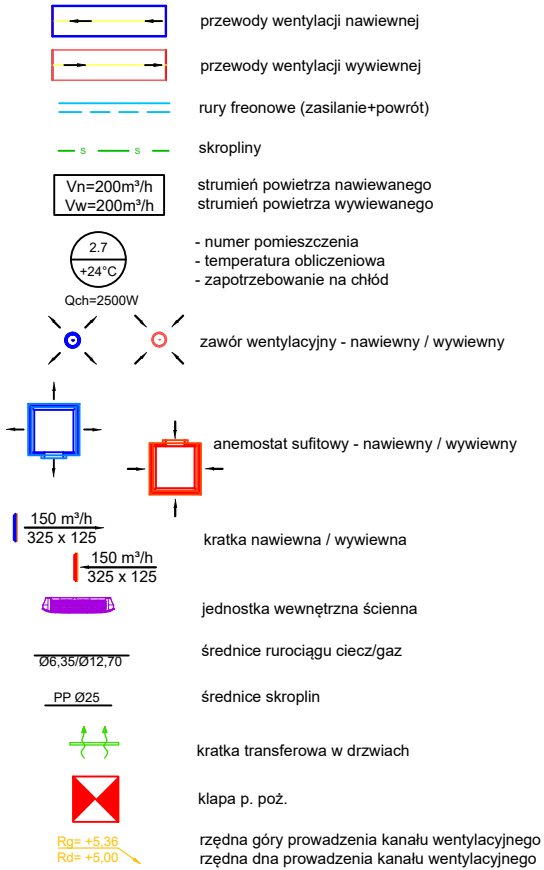 przewody wentylacji nawiewnej
przewody wentylacji wywiewnej
rury freonowe (zasilanie+powrót)
s s
skropliny
Vn=200m³/h
Vw=200m³/h
strumień powietrza nawiewanego
strumień powietrza wywiewanego
2.7
+24°C
Qch=2500W
- numer pomieszczenia
- temperatura obliczeniowa
- zapotrzebowanie na chłód
zawór wentylacyjny - nawiewny / wywiewny
anemostat sufitowy - nawiewny / wywiewny
150 m³/h
325 x 125
150 m³/h
325 x 125
kratka nawiewna / wywiewna
jednostka wewnętrzna ścienna
Ø6,35/Ø12,70
średnice rurociągu ciecz/gaz
PP Ø25
średnice skroplin
kratka transferowa w drzwiach
klapa p. poż.
Rg= +5.36
Rd= +5,00
rzędna góry prowadzenia kanału wentylacyjnego
rzędna dna prowadzenia kanału wentylacyjnego